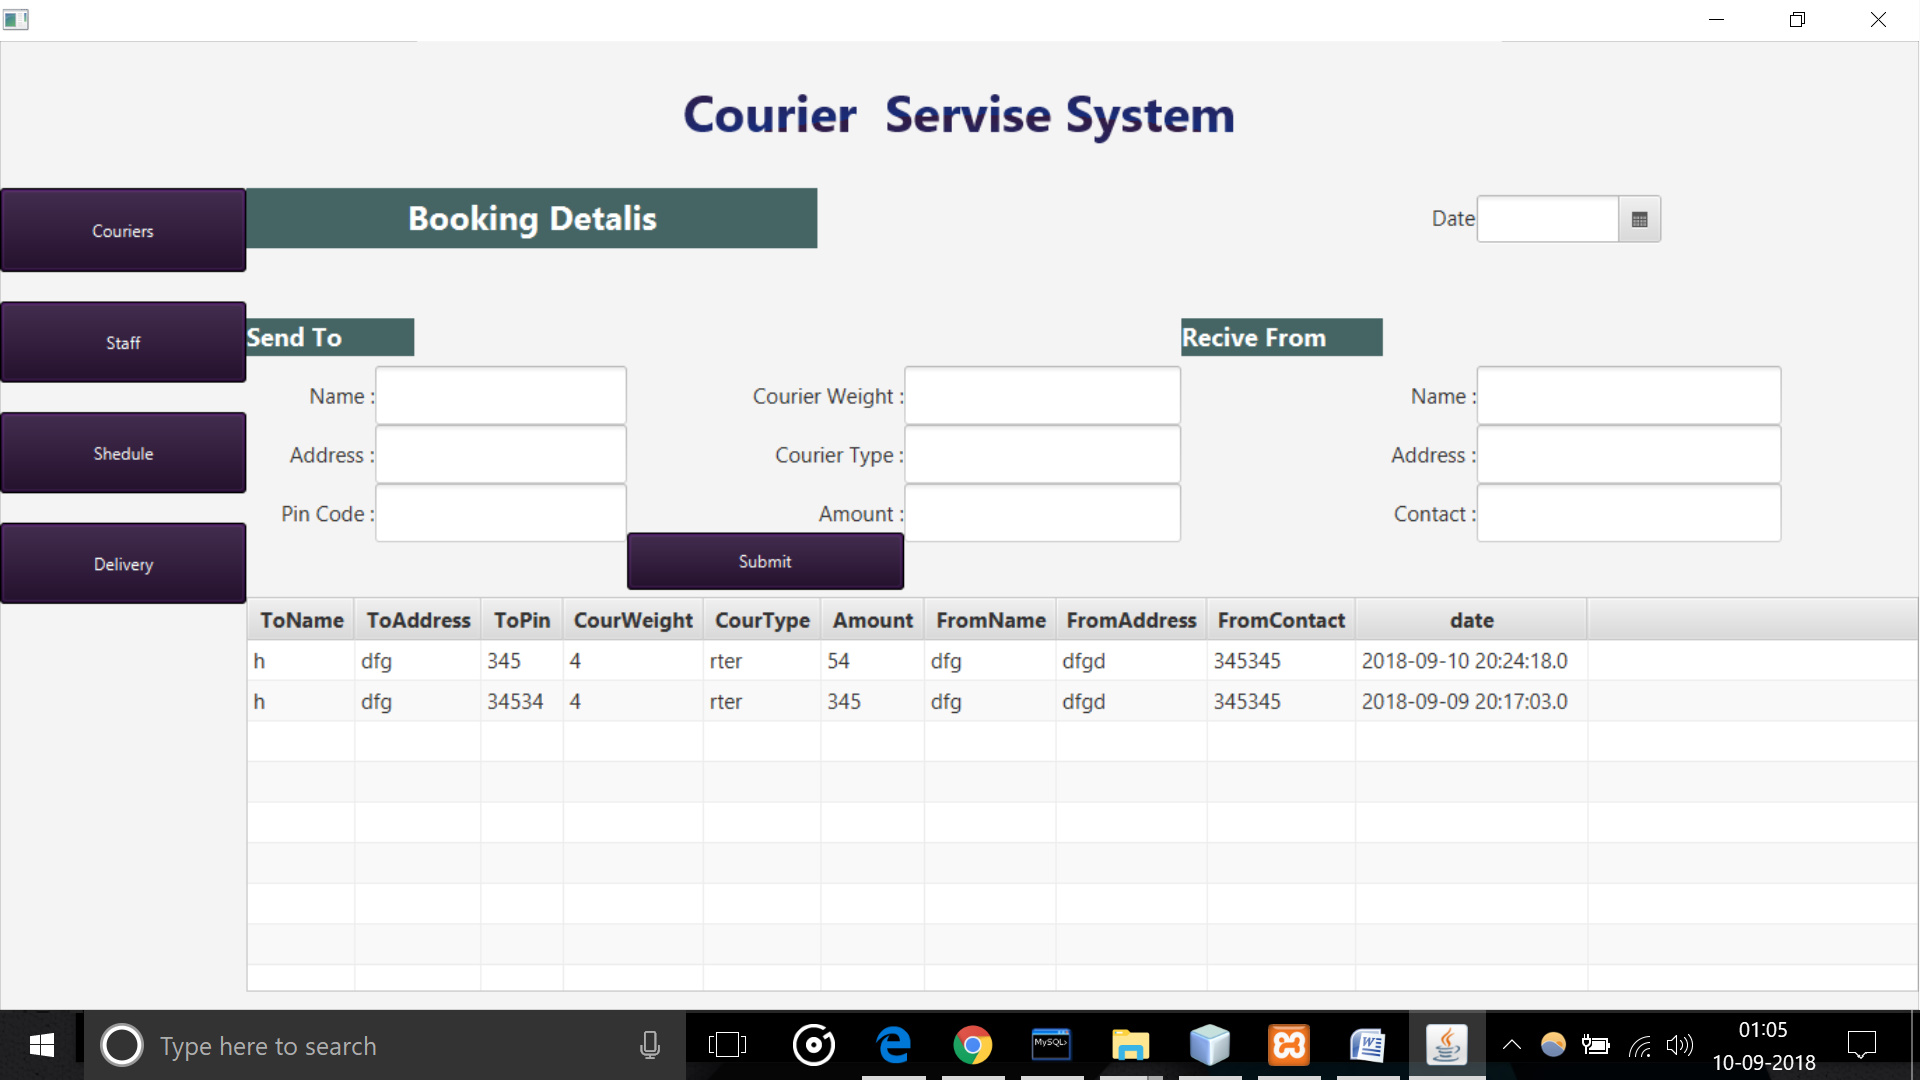 Courier  Servise System
Couriers
Booking Detalis
Date
Staff
Send To
Recive From
Name :
Courier Weight :
Name :
Address :
Courier Type :
Address :
Shedule
Pin Code :
Amount :
Contact :
Submit
Delivery
ToName ToAddress ToPin CourWeight CourType Amount FromName FromAddress FromContact date
h dfg 345 4 rter 54 dfg dfgd 345345 2018-09-10 20:24:18.0
h dfg 34534 4 rter 345 dfg dfgd 345345 2018-09-09 20:17:03.0
Type here to search
MySQL>
W
01:05
10-09-2018